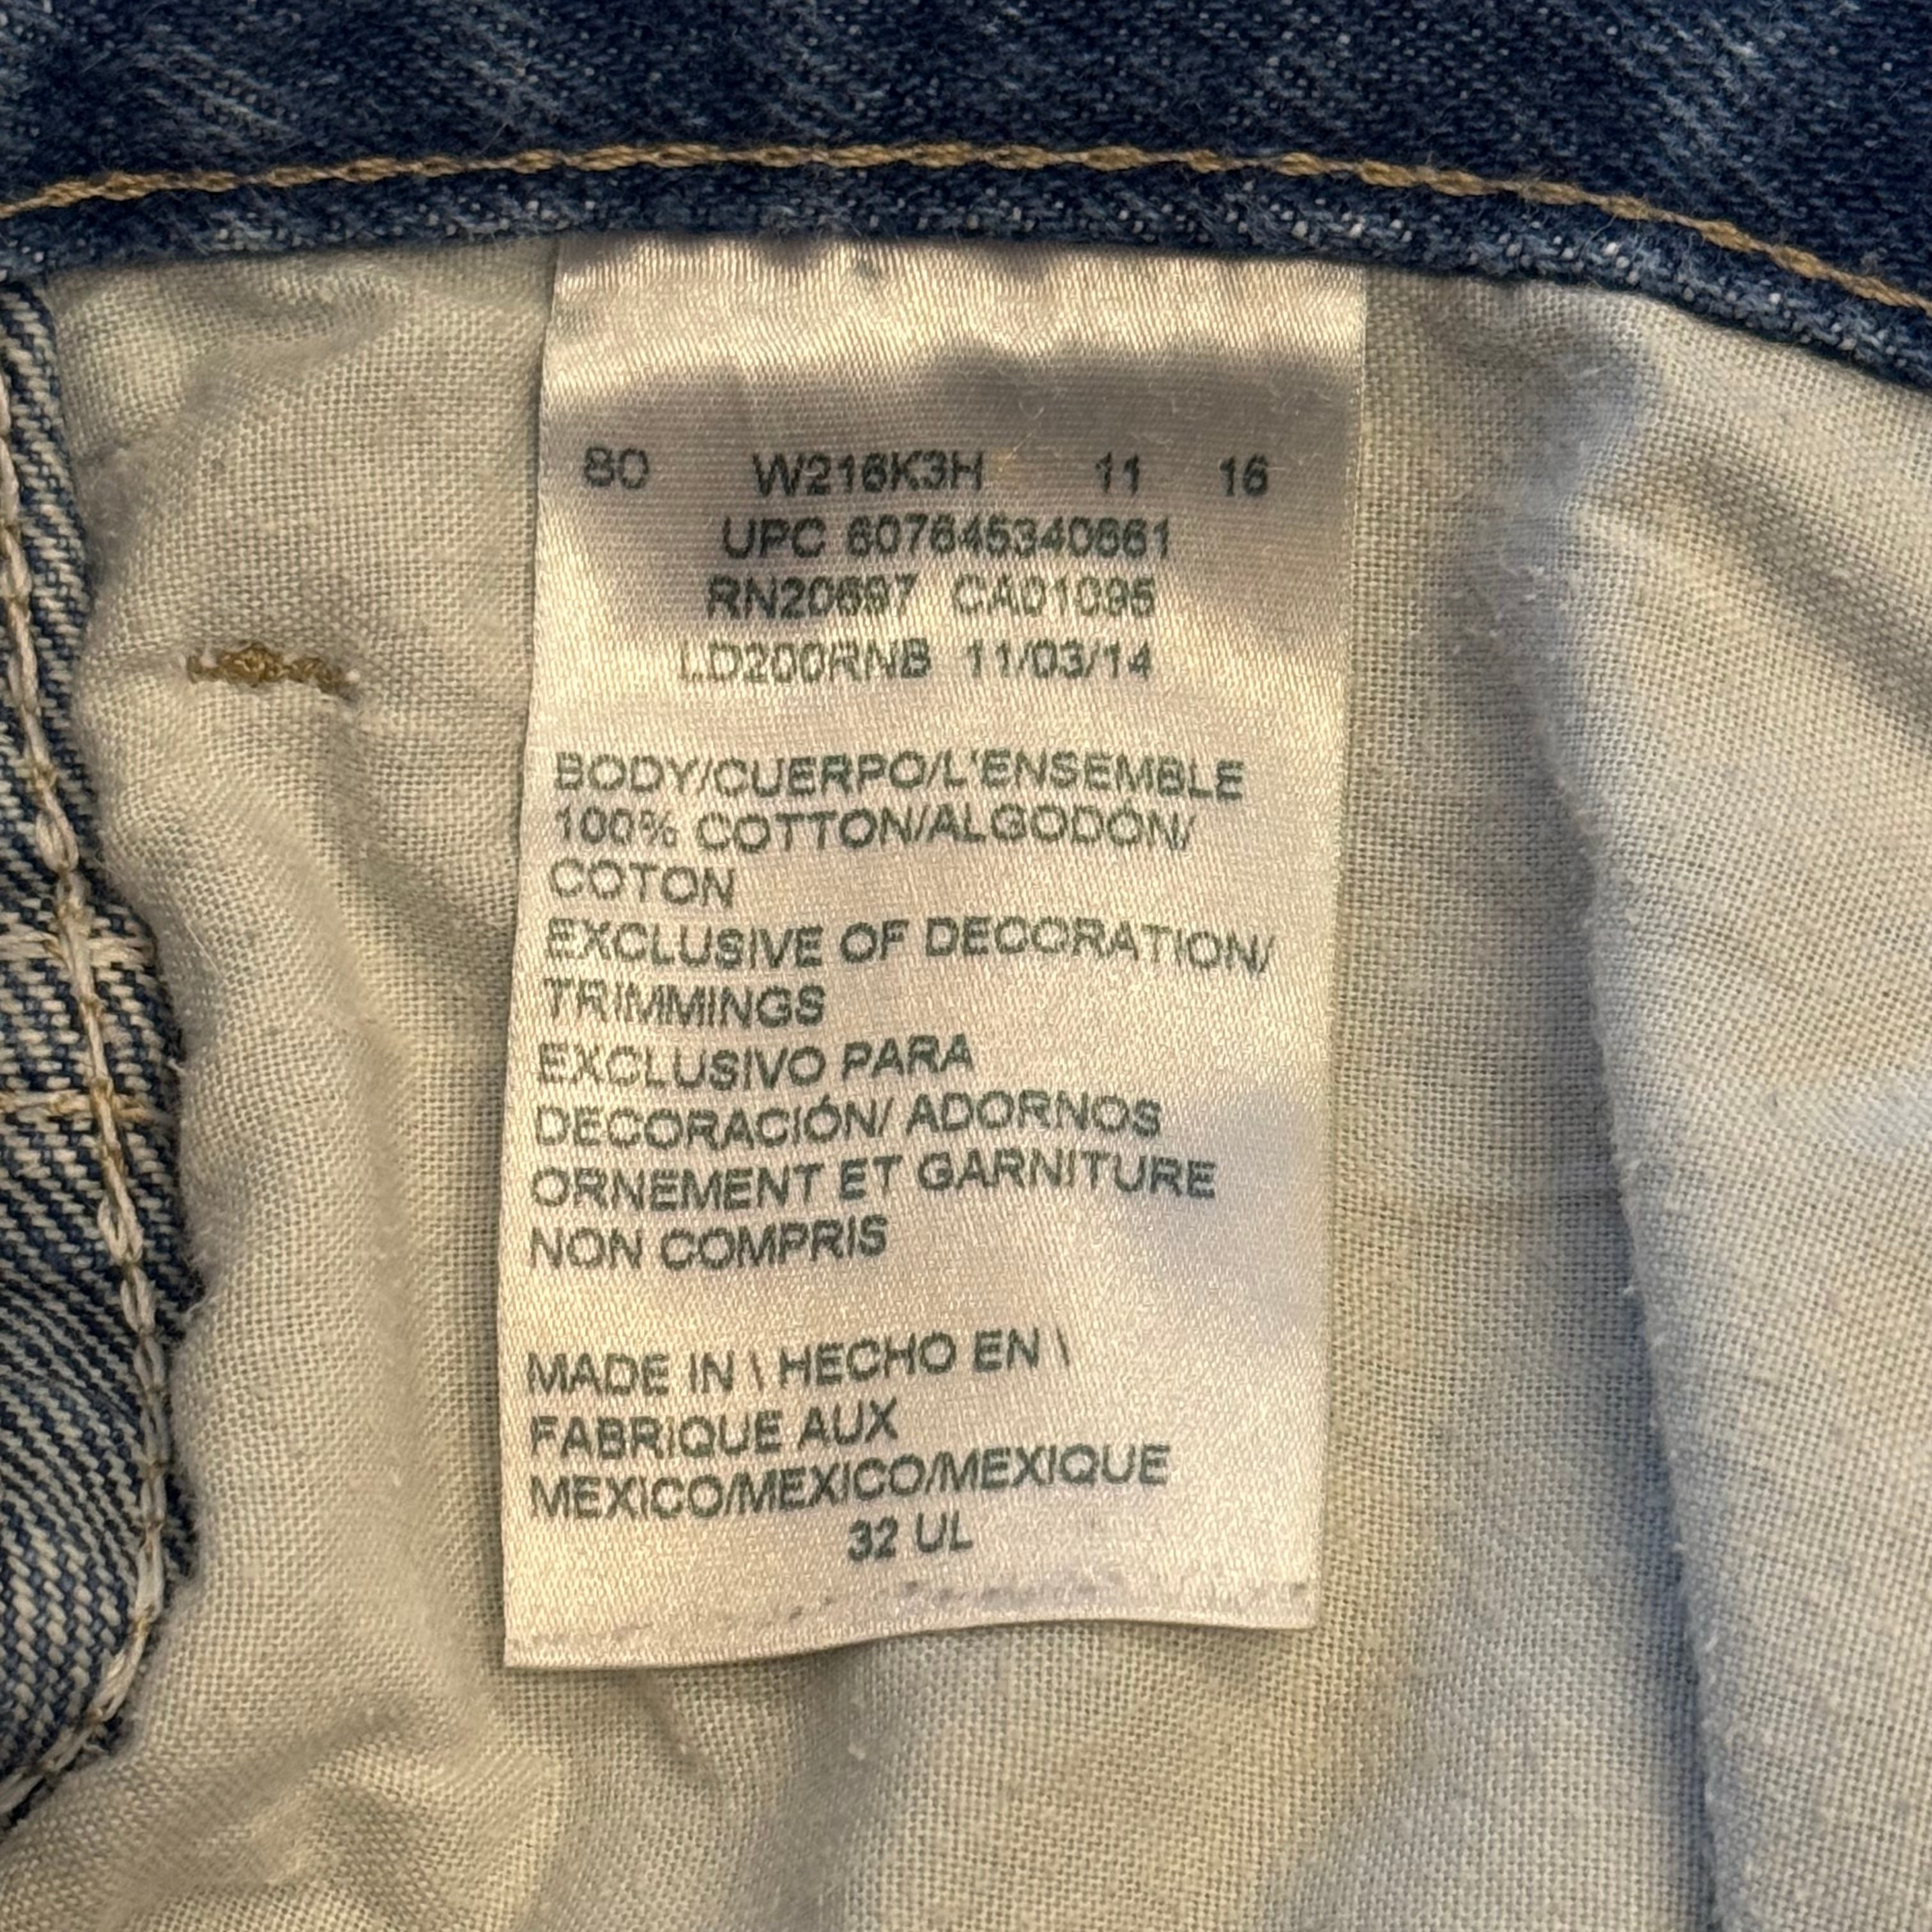 80 W216K3H 11 16
UPC 607645340861
RN20697 CA01095
LD200RNB 11/03/14
BODY/CUERPO/L'ENSEMBLE
100% COTTON/ALGODÓN/
COTON
EXCLUSIVE OF DECORATION/
TRIMMINGS
EXCLUSIVO PARA
DECORACIÓN/ ADORNOS
ORNEMENT ET GARNITURE
NON COMPRIS
MADE IN \ HECHO EN \
FABRIQUE AUX
MEXICO/MEXICO/MEXIQUE
32 UL